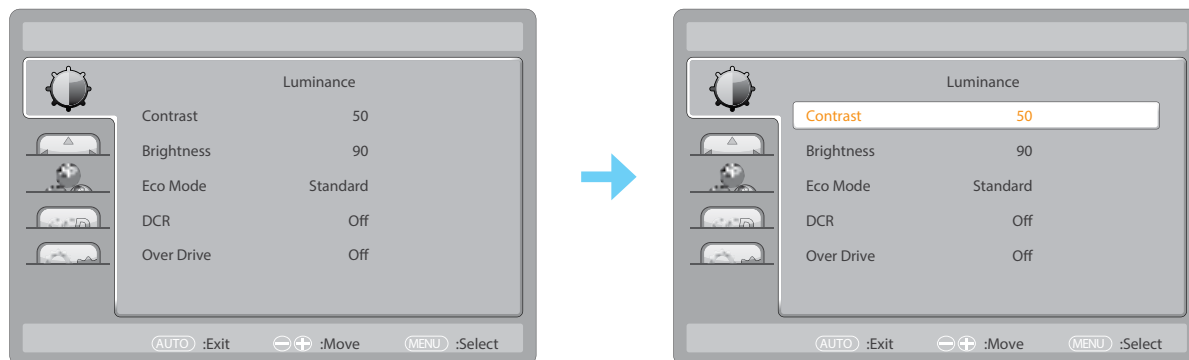 Luminance
Contrast 50
Brightness 90
Eco Mode Standard
DCR Off
Over Drive Off
AUTO :Exit :Move MENU :Select
Luminance
Contrast 50
Brightness 90
Eco Mode Standard
DCR Off
Over Drive Off
AUTO :Exit :Move MENU :Select